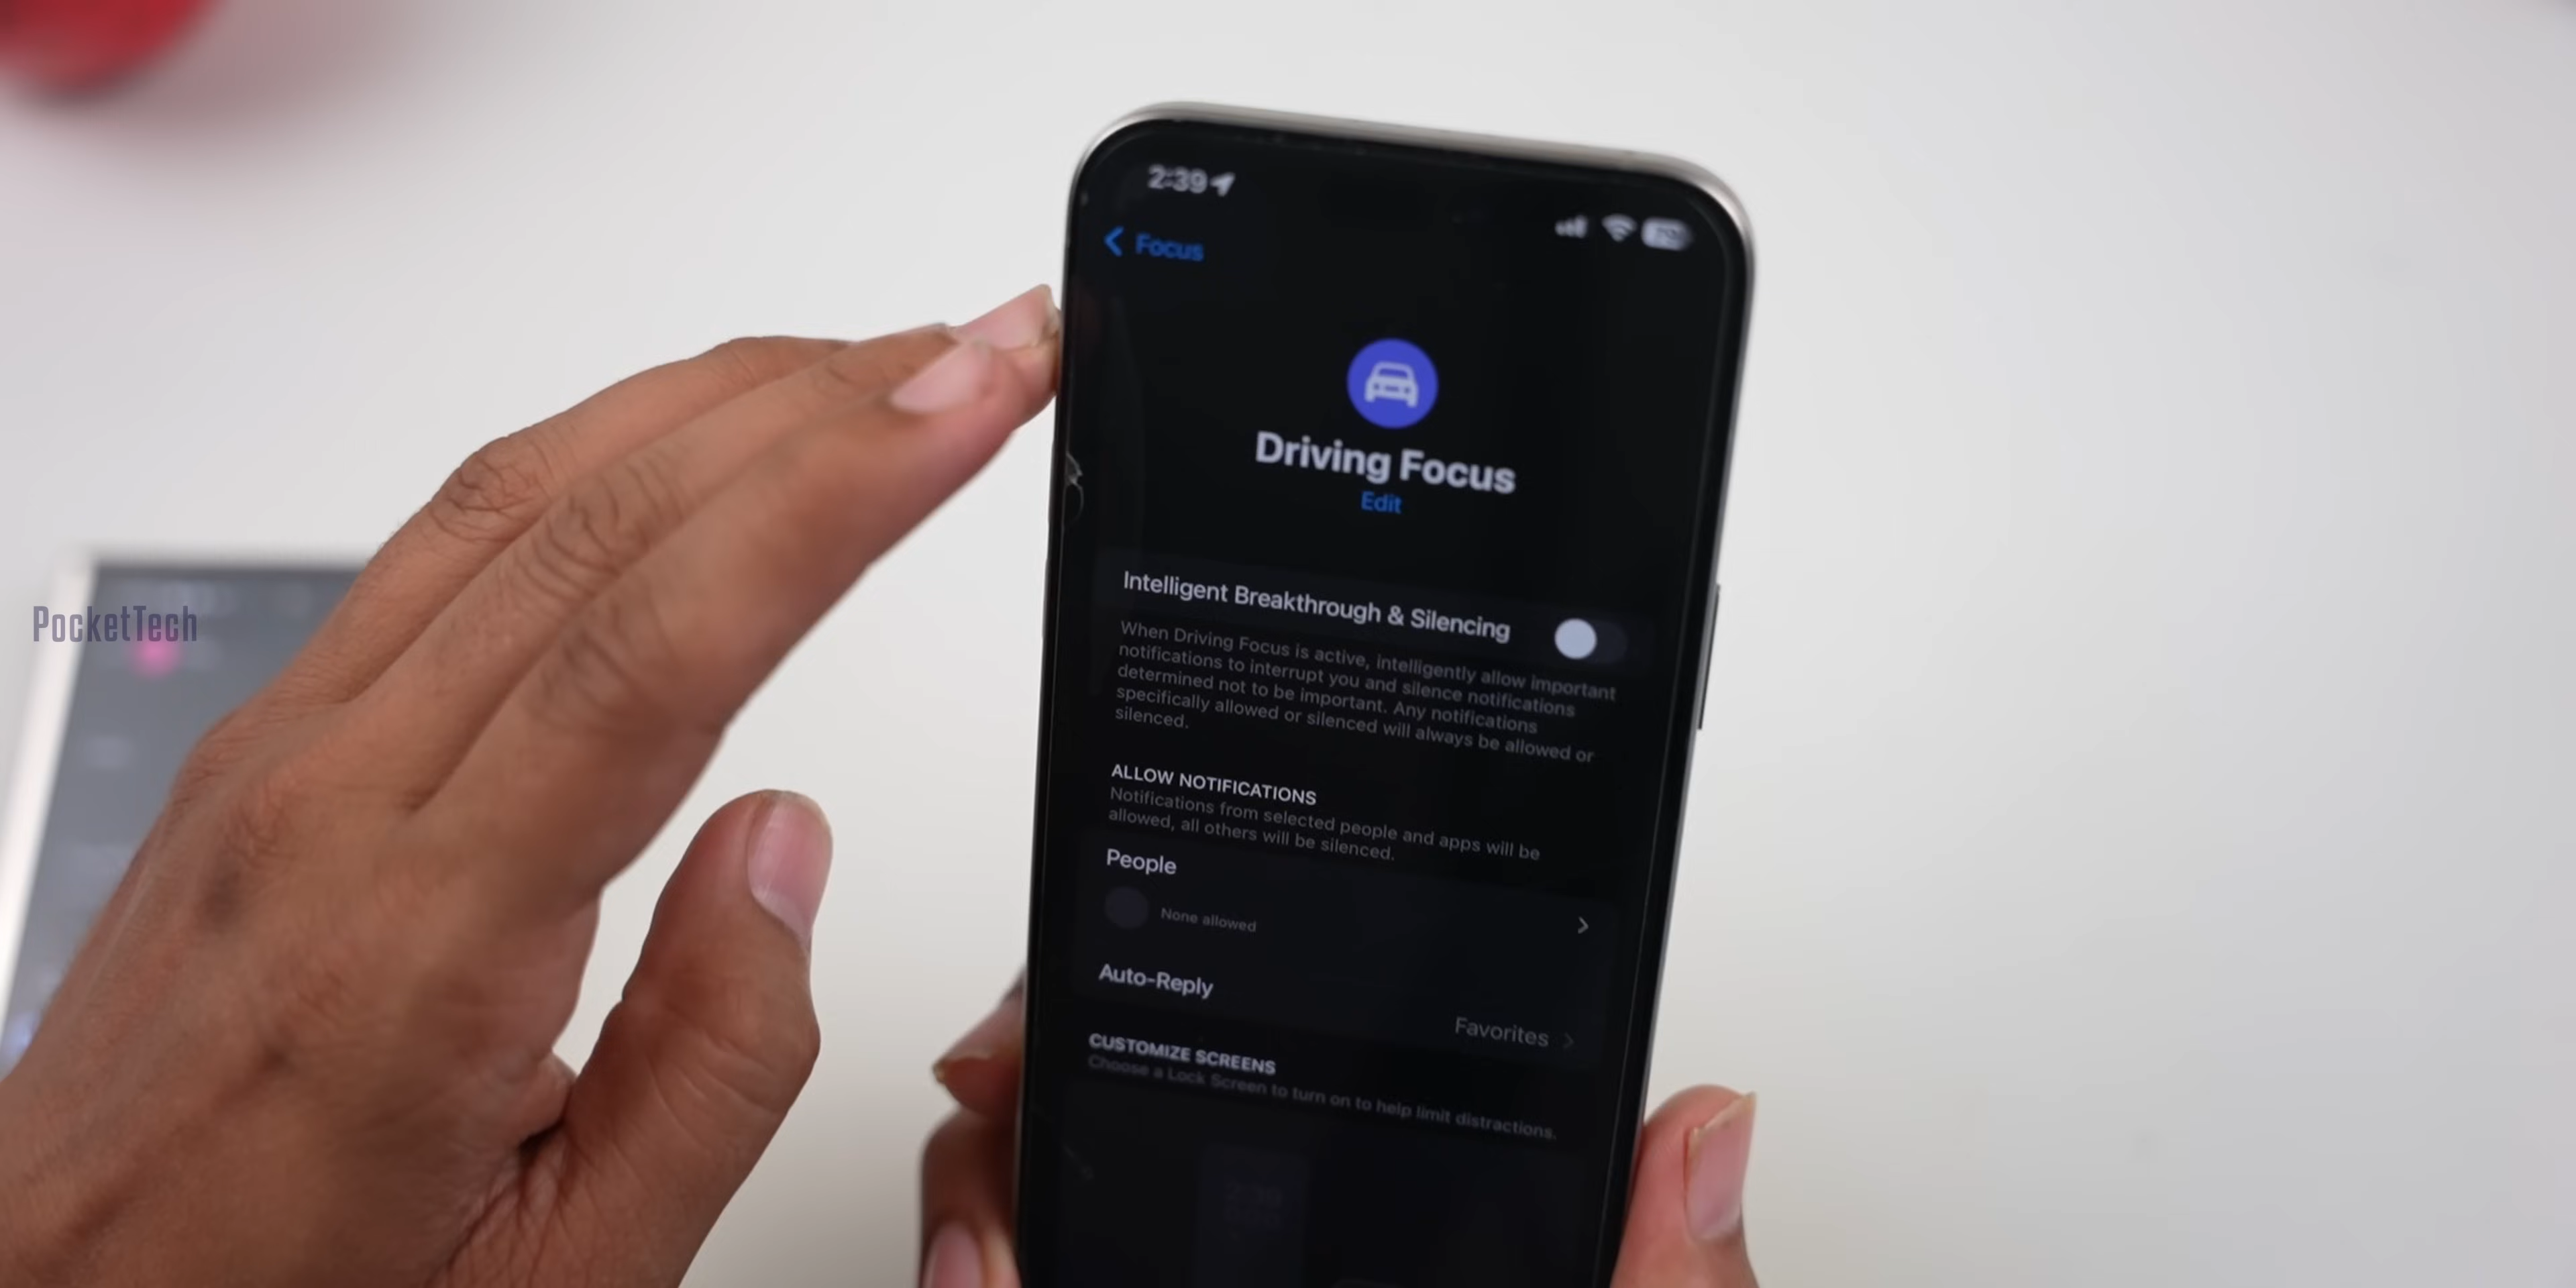 2:39
Focus
Driving Focus
Edit
Intelligent Breakthrough & Silencing
When Driving Focus is active, intelligently allow important
notifications to interrupt you and silence notifications
determined not to be important. Any notifications
specifically allowed or silenced will always be allowed or
silenced.
ALLOW NOTIFICATIONS
Notifications from selected people and apps will be
allowed, all others will be silenced.
People
None allowed
Auto-Reply
Favorites
CUSTOMIZE SCREENS
Choose a Lock Screen to turn on to help limit distractions.
PocketTech